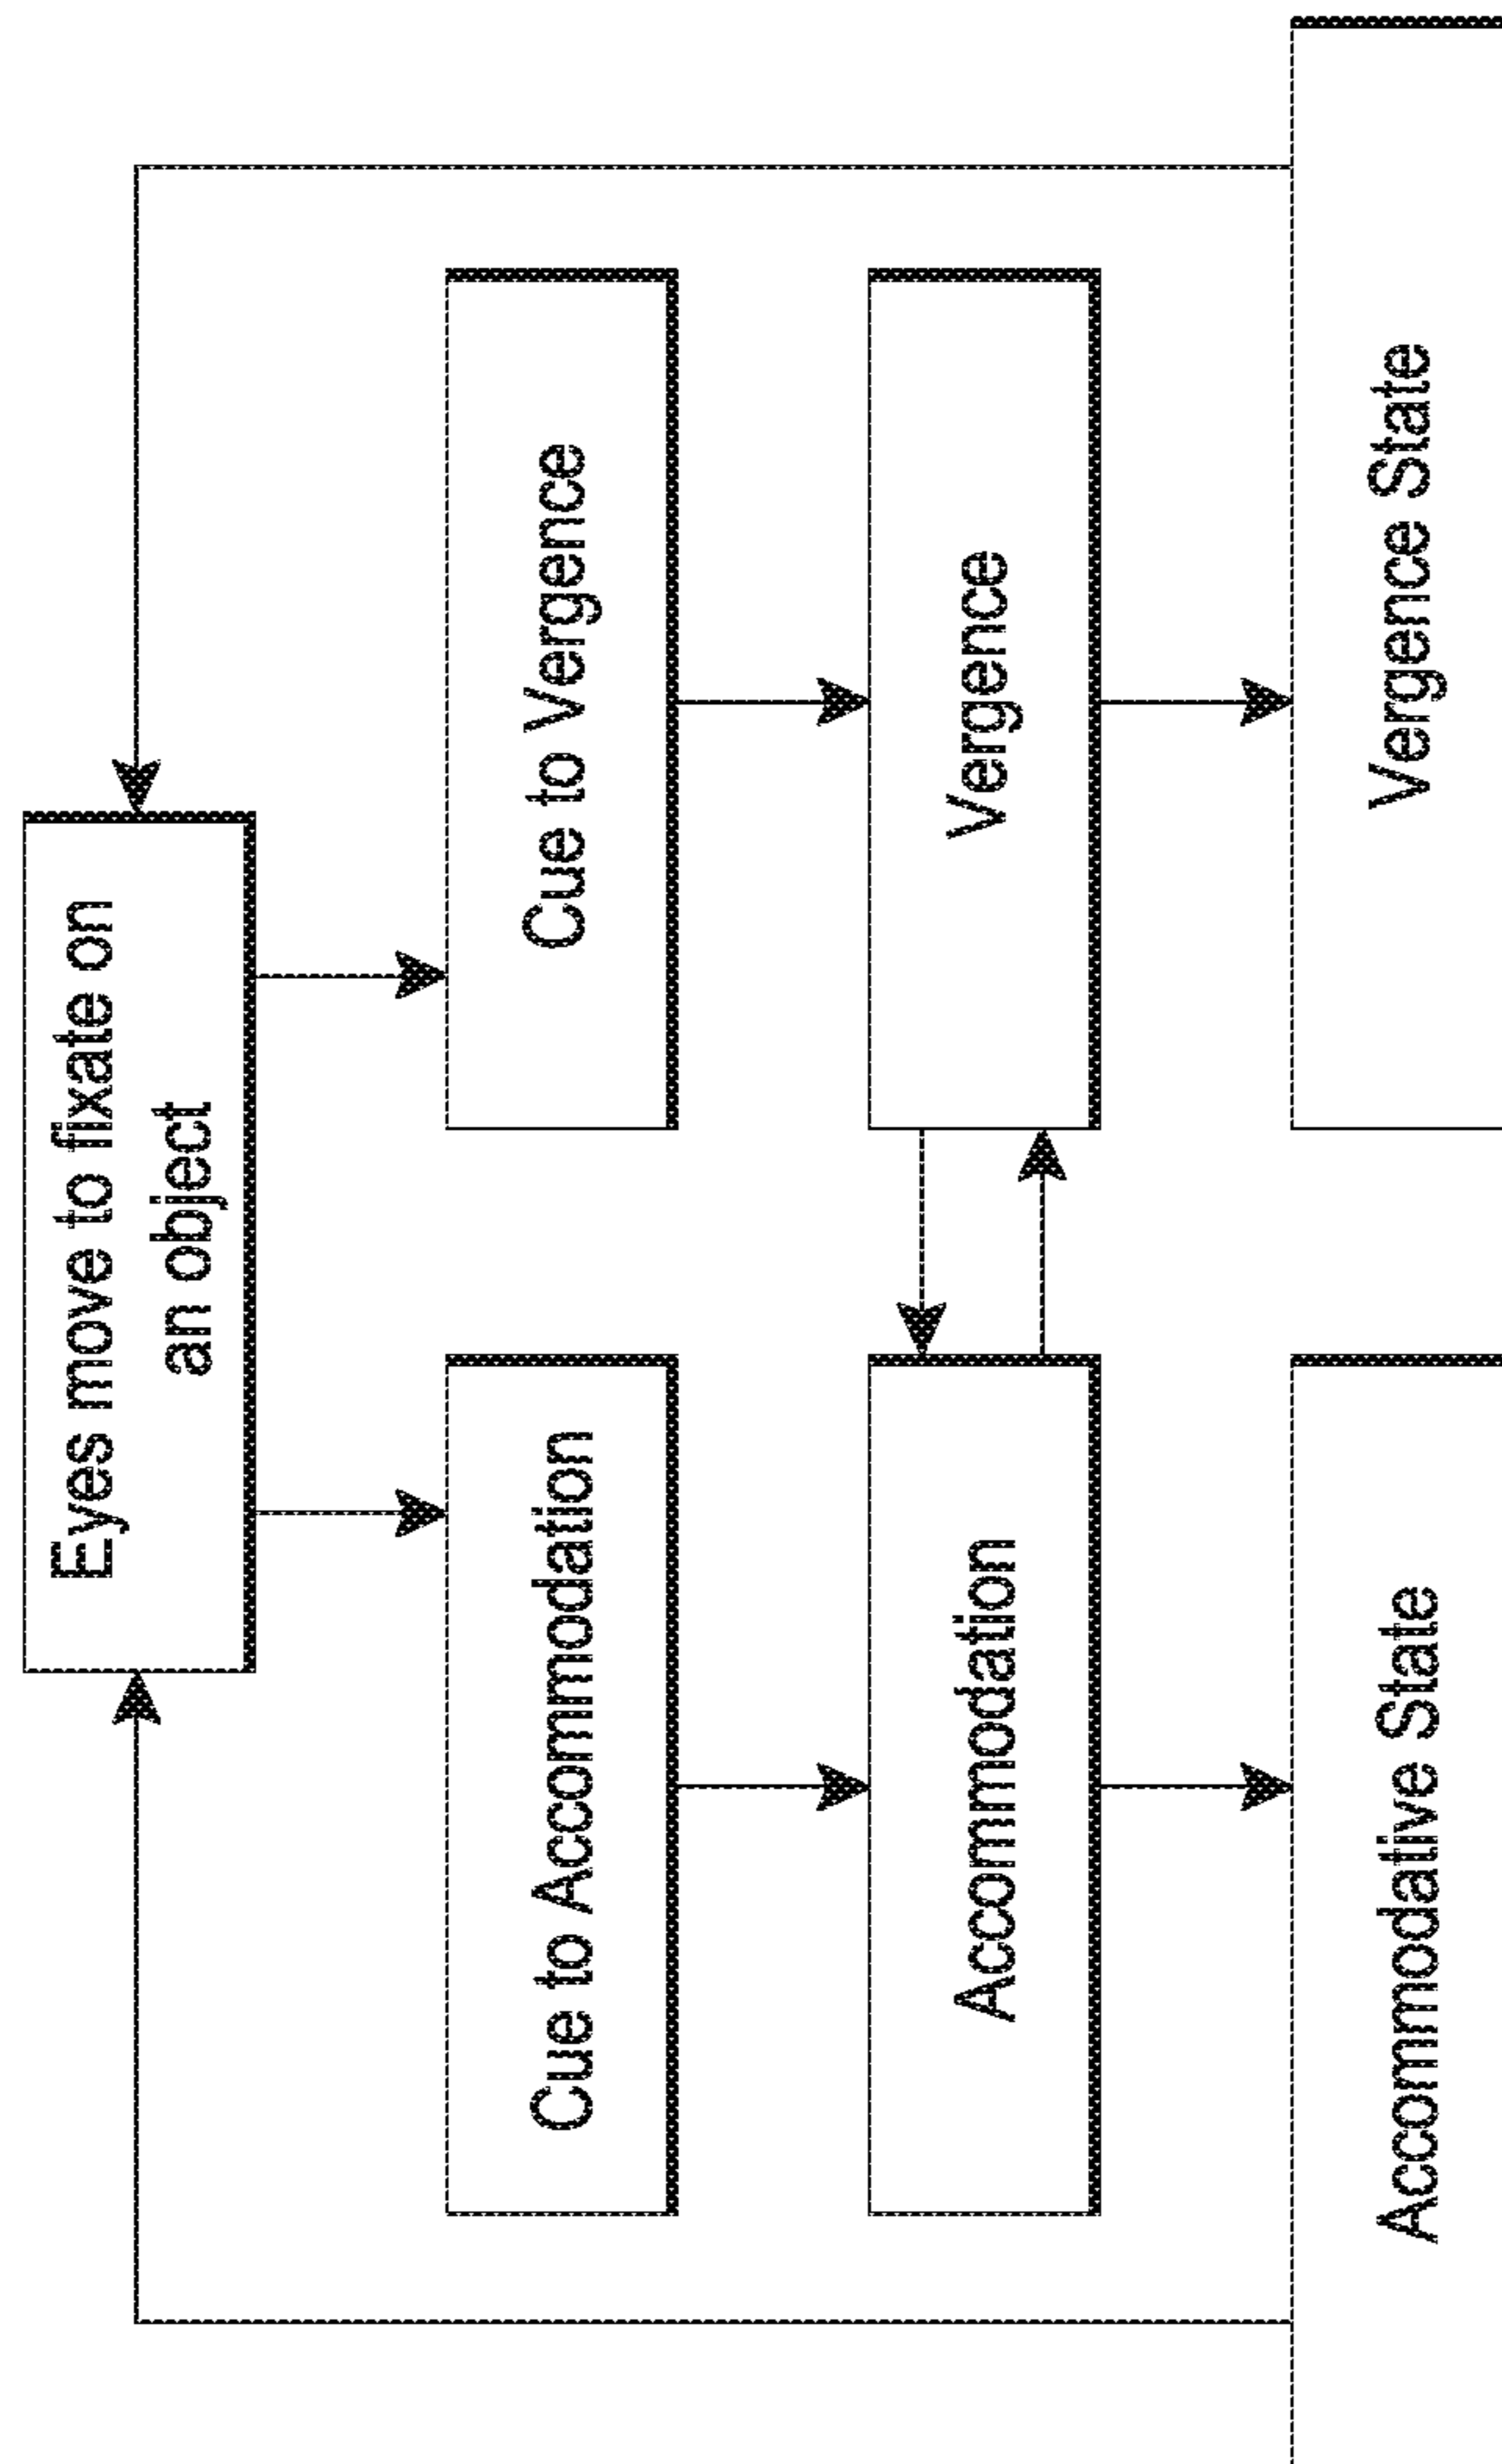 Eyes move to fixate on
an object
Cue to Accommodation
Cue to Vergence
Accommodation
Vergence
Accommodative State
Vergence State